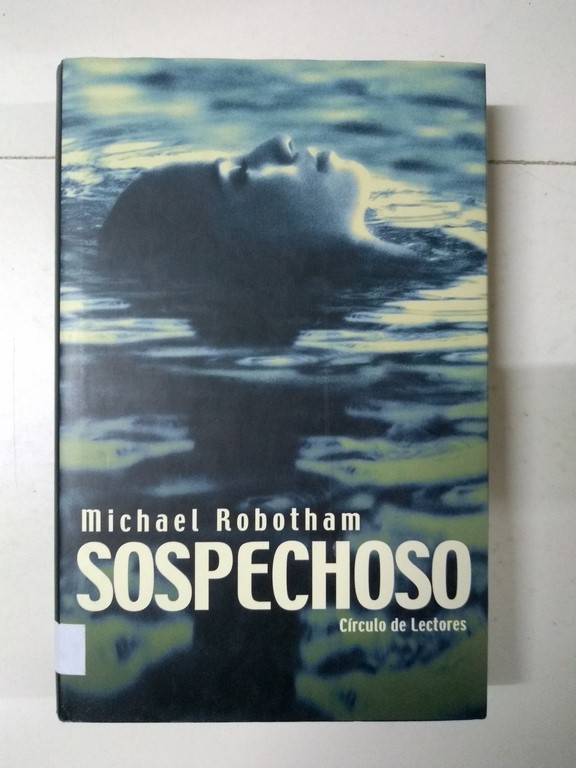 Michael Robotham
SOSPECHOSO
Círculo de Lectores